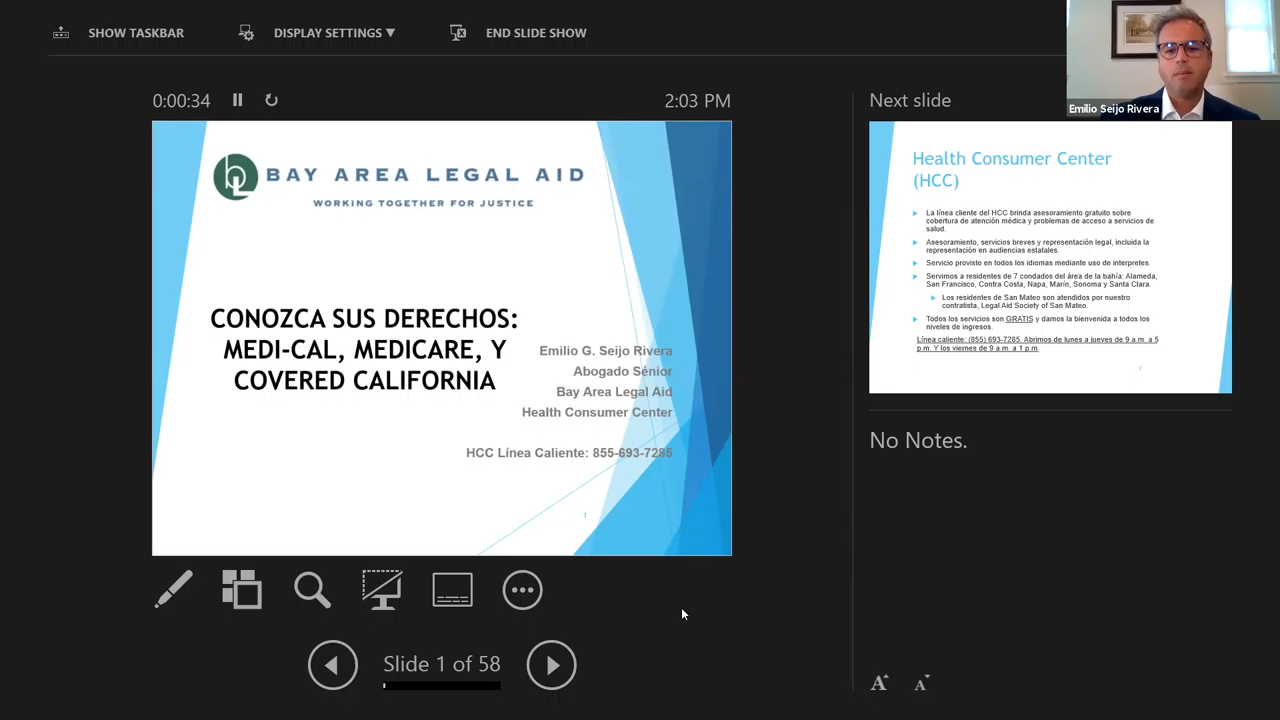 SHOW TASKBAR
DISPLAY SETTINGS ▼
END SLIDE SHOW
Emilio Seijo Rivera
0:00:34
2:03 PM
BAY AREA LEGAL AID
WORKING TOGETHER FOR JUSTICE
CONOZCA SUS DERECHOS:
MEDI-CAL, MEDICARE, Y
COVERED CALIFORNIA
Emilio G. Seijo Rivera
Abogado Sénior
Bay Area Legal Aid
Health Consumer Center
HCC Línea Caliente: 855-693-7285
1
Slide 1 of 58
Next slide
Health Consumer Center
(HCC)
La línea cliente del HCC brinda asesoramiento gratuito sobre
cobertura de atención médica y problemas de acceso a servicios de
salud.
Asesoramiento, servicios breves y representación legal, incluida la
representación en audiencias estatales.
Servicio provisto en todos los idiomas mediante uso de interpretes.
Servimos a residentes de 7 condados del área de la bahía: Alameda,
San Francisco, Contra Costa, Napa, Marín, Sonoma y Santa Clara.
Los residentes de San Mateo son atendidos por nuestro
contratista, Legal Aid Society of San Mateo.
Todos los servicios son GRATIS y damos la bienvenida a todos los
niveles de ingresos.
Línea caliente: (855) 693-7285. Abrimos de lunes a jueves de 9 a.m. a 5
p.m. Y los viernes de 9 a.m. a 1 p.m.
2
No Notes.
A A